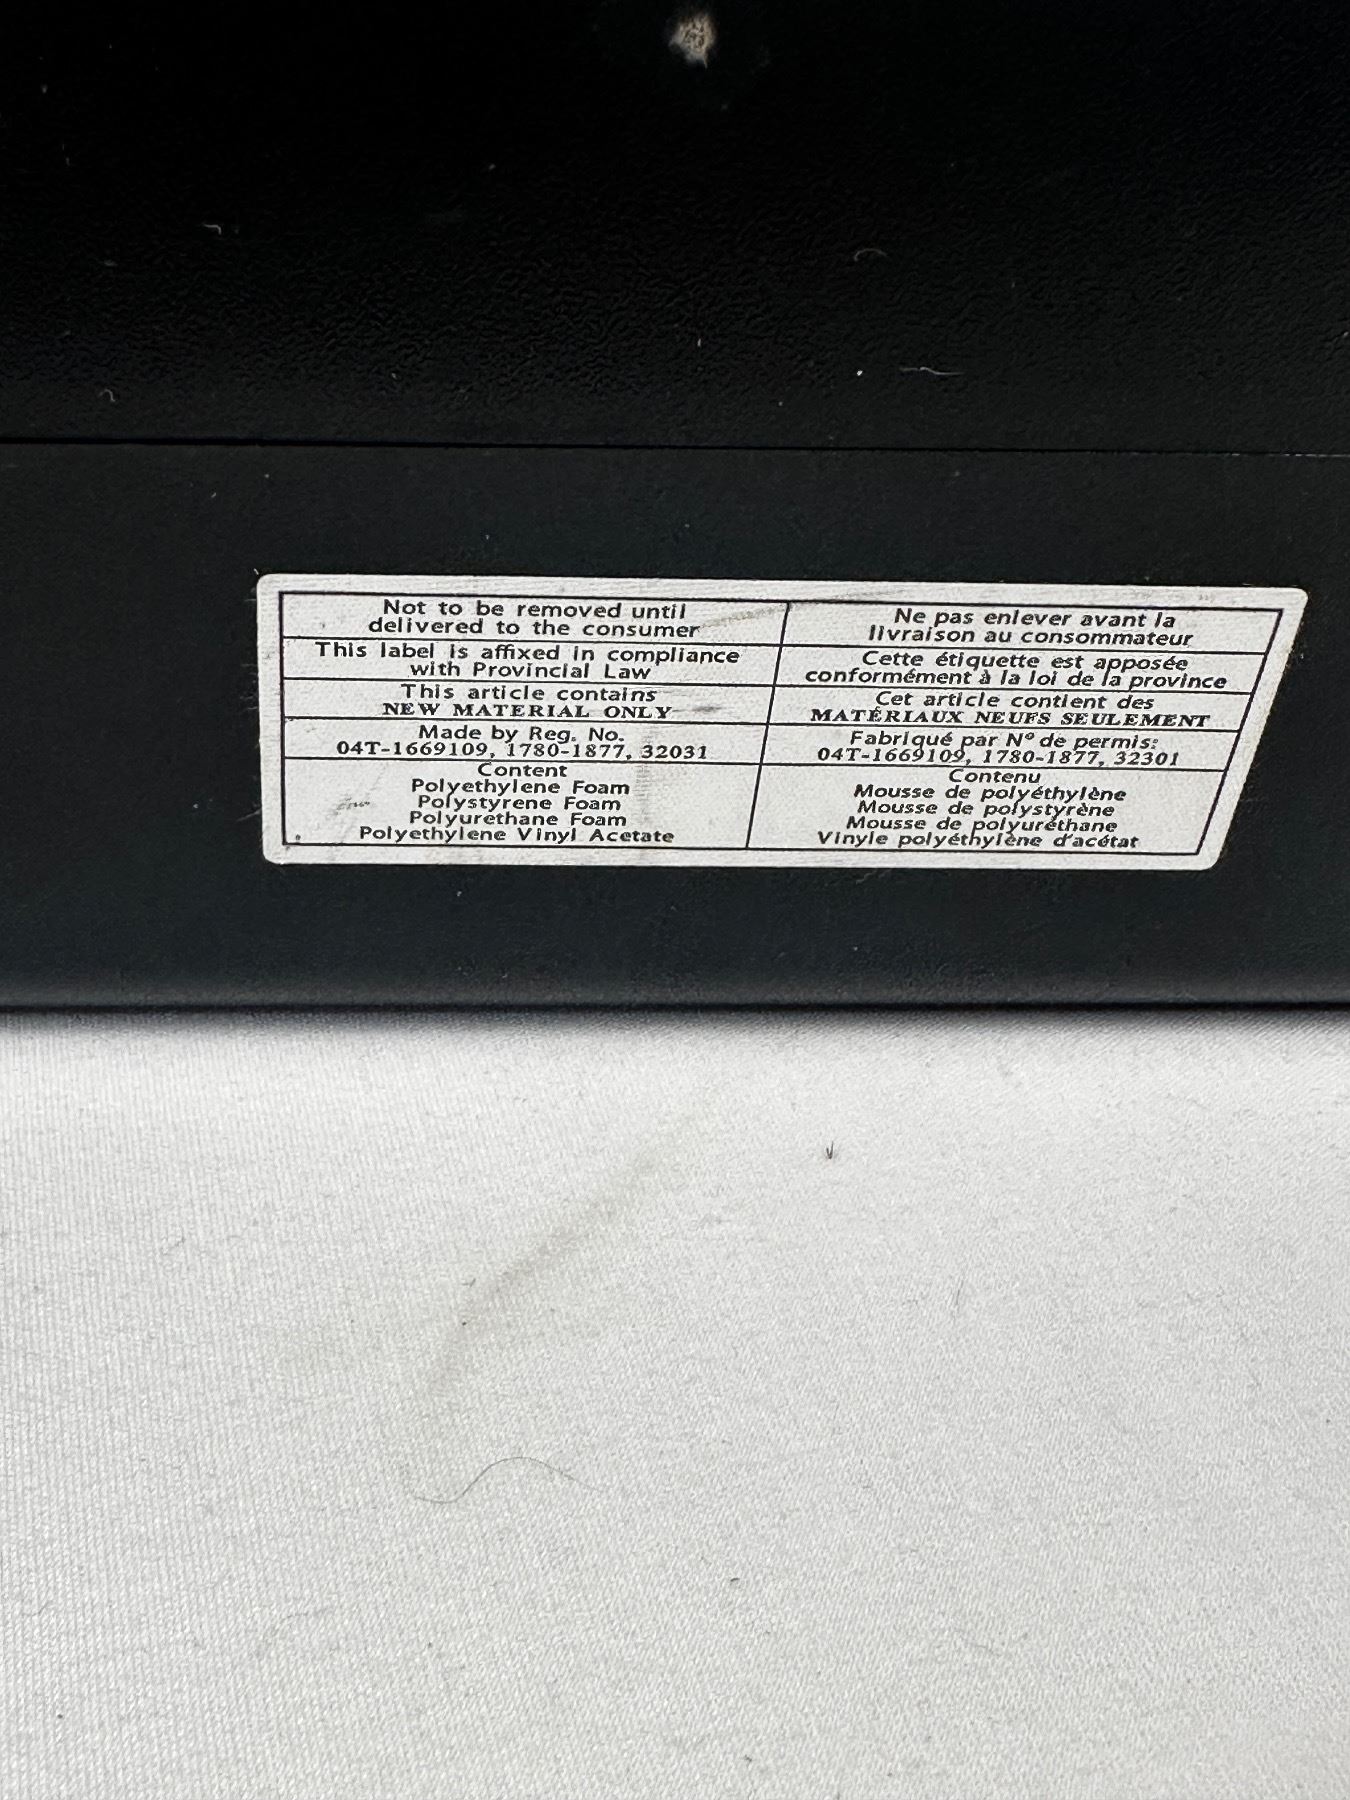 Not to be removed until
delivered to the consumer
This label is affixed in compliance
with Provincial Law
This article contains
NEW MATERIAL ONLY
Made by Reg. No.
04T-1669109, 1780-1877, 32031
Content
Polyethylene Foam
Polystyrene Foam
Polyurethane Foam
Polyethylene Vinyl Acetate
Ne pas enlever avant la
livraison au consommateur
Cette étiquette est apposée
conformément à la loi de la province
Cet article contient des
MATÉRIAUX NEUFS SEULEMENT
Fabriqué par Nº de permis:
04T-1669109, 1780-1877, 32301
Contenu
Mousse de polyéthylène
Mousse de polystyrène
Mousse de polyuréthane
Vinyle polyéthylène d'acétat